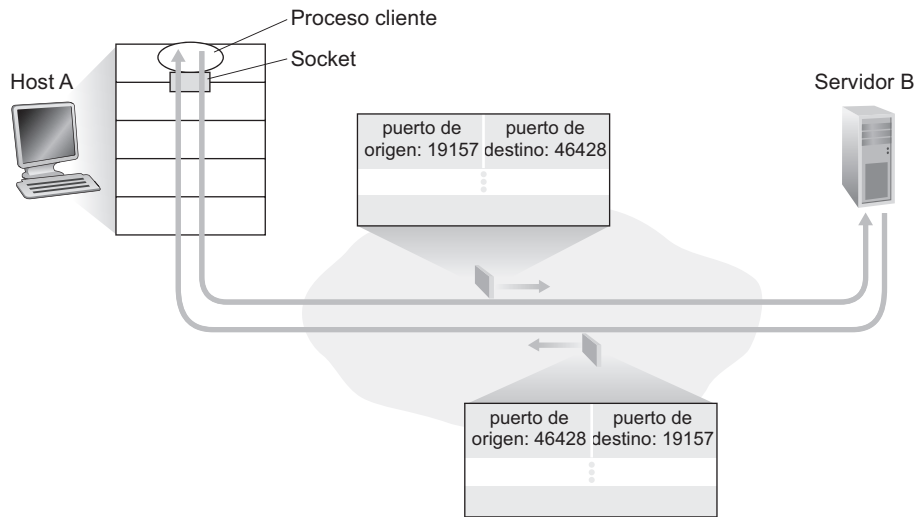 Proceso cliente
Socket
Host A
Servidor B
puerto de
origen: 19157
puerto de
destino: 46428
puerto de
origen: 46428
puerto de
destino: 19157